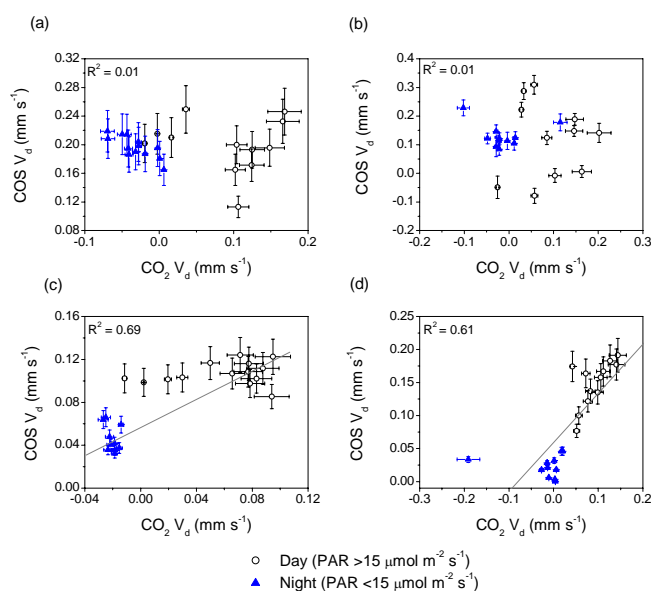 (a)
R² = 0.01
0.32
0.28
0.24
0.20
0.16
0.12
0.08
COS V_d (mm s⁻¹)
-0.1 0.0 0.1 0.2
CO₂ V_d (mm s⁻¹)
(b)
R² = 0.01
0.4
0.3
0.2
0.1
0.0
-0.1
-0.2
COS V_d (mm s⁻¹)
-0.2 -0.1 0.0 0.1 0.2 0.3
CO₂ V_d (mm s⁻¹)
(c)
R² = 0.69
0.20
0.16
0.12
0.08
0.04
0.00
COS V_d (mm s⁻¹)
-0.04 0.00 0.04 0.08 0.12
CO₂ V_d (mm s⁻¹)
(d)
R² = 0.61
0.25
0.20
0.15
0.10
0.05
0.00
COS V_d (mm s⁻¹)
-0.3 -0.2 -0.1 0.0 0.1 0.2
CO₂ V_d (mm s⁻¹)
Day (PAR >15 μmol m⁻² s⁻¹)
Night (PAR <15 μmol m⁻² s⁻¹)